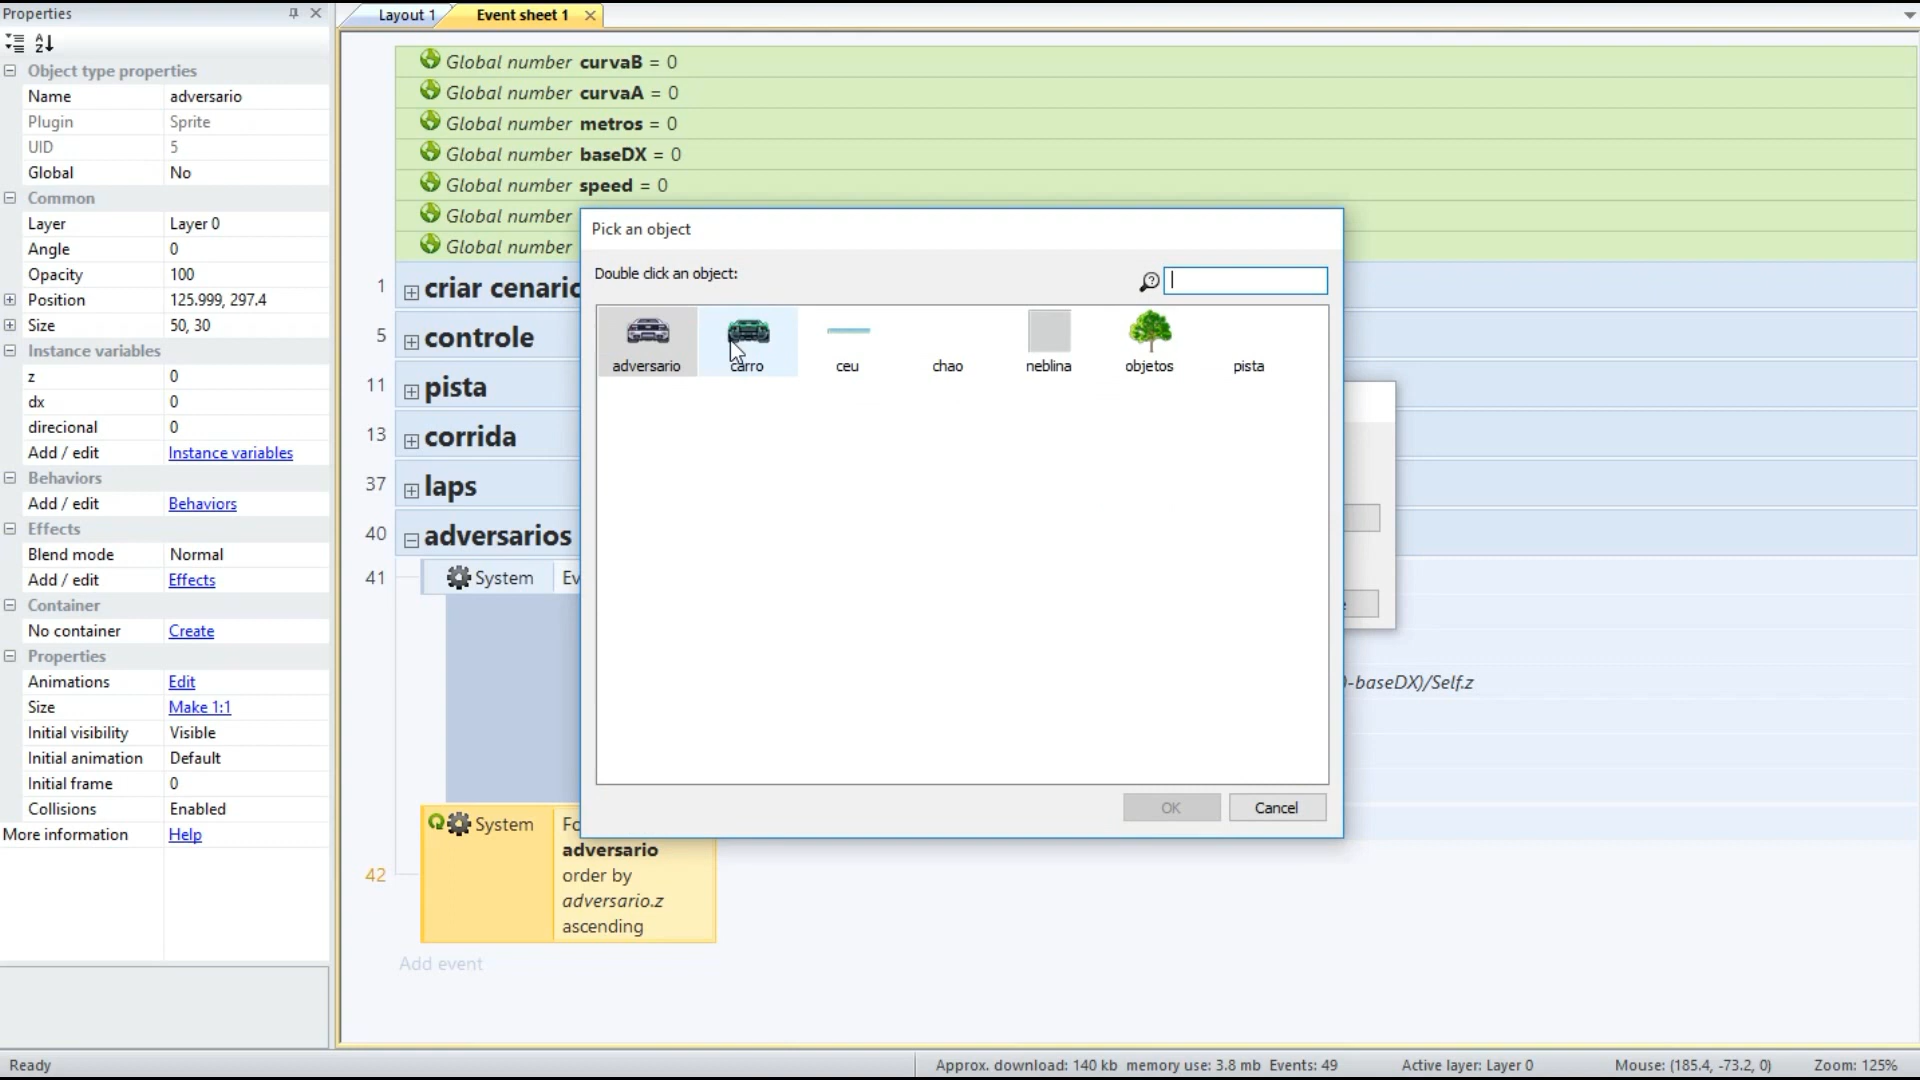 Properties
Layout 1
Event sheet 1
Object type properties
Name adversario
Plugin Sprite
UID 5
Global No
Common
Layer Layer 0
Angle 0
Opacity 100
Position 125.999, 297.4
Size 50, 30
Instance variables
z 0
dx 0
direcional 0
Add / edit Instance variables
Behaviors
Add / edit Behaviors
Effects
Blend mode Normal
Add / edit Effects
Container
No container Create
Properties
Animations Edit
Size Make 1:1
Initial visibility Visible
Initial animation Default
Initial frame 0
Collisions Enabled
More information Help
Global number curvaB = 0
Global number curvaA = 0
Global number metros = 0
Global number baseDX = 0
Global number speed = 0
Global number
Global number
1 criar cenario
5 controle
11 pista
13 corrida
37 laps
40 adversarios
41 System Ev
)-baseDX)/Self.z
42 System Fo
adversario
order by
adversario.z
ascending
Add event
Pick an object
Double click an object:
adversario carro ceu chao neblina objetos pista
OK Cancel
Ready Approx. download: 140 kb memory use: 3.8 mb Events: 49 Active layer: Layer 0 Mouse: (185.4, -73.2, 0) Zoom: 125%